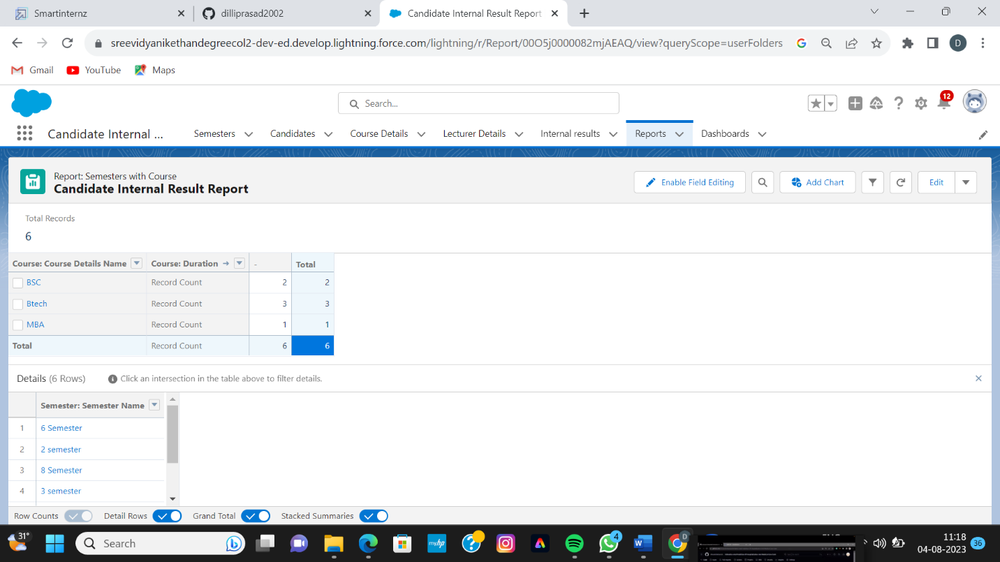 Smartinternz
dilliprasad2002
Candidate Internal Result Report
sreevidyanikethandegreecol2-dev-ed.develop.lightning.force.com/lightning/r/Report/00O5j0000082mjAEAQ/view?queryScope=userFolders
D
Gmail YouTube Maps
Search...
12
Candidate Internal ... Semesters Candidates Course Details Lecturer Details Internal results Reports Dashboards
Report: Semesters with Course
Candidate Internal Result Report
Enable Field Editing Add Chart Edit
Total Records
6
Course: Course Details Name Course: Duration → - Total
BSC Record Count 2 2
Btech Record Count 3 3
MBA Record Count 1 1
Total Record Count 6 6
Details (6 Rows) Click an intersection in the table above to filter details.
Semester: Semester Name
1 6 Semester
2 2 semester
3 8 Semester
4 3 semester
Row Counts Detail Rows Grand Total Stacked Summaries
31° Search myhp 4 W D 11:18
04-08-2023 36